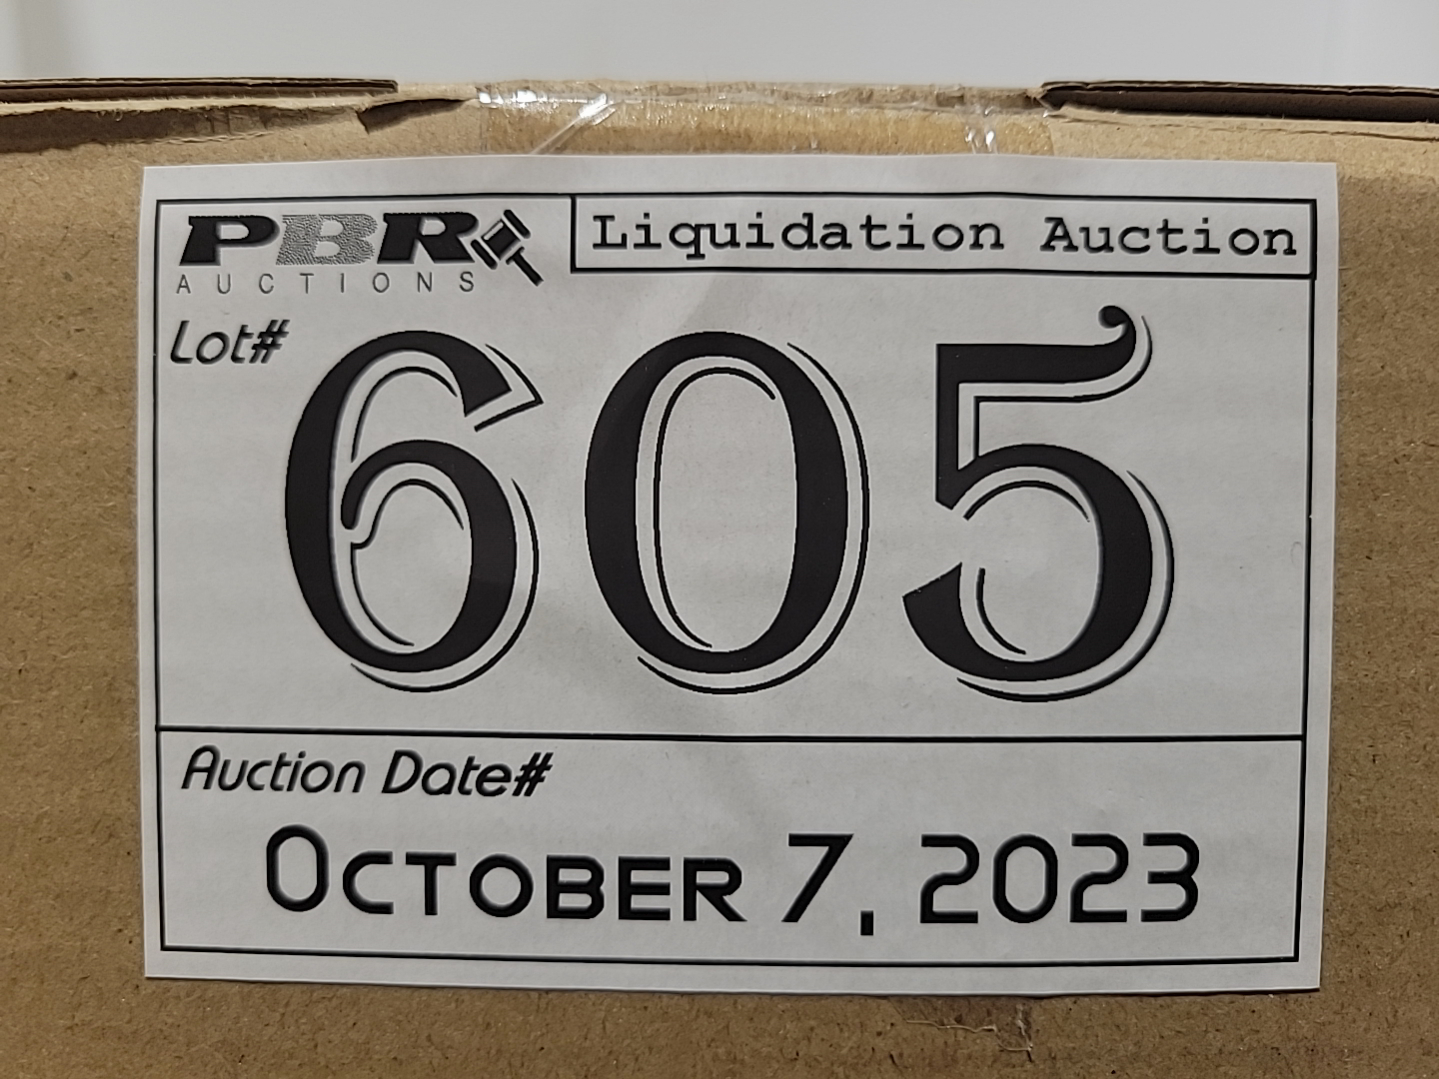 PBR
AUCTIONS
Liquidation Auction
Lot#
605
Auction Date#
OCTOBER 7, 2023